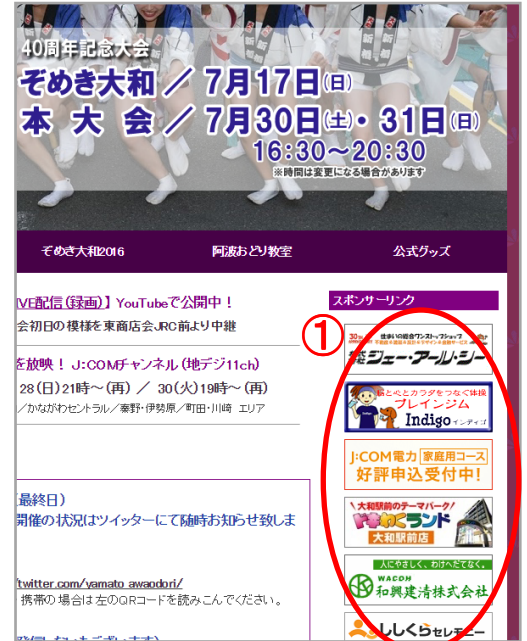 40周年記念大会
ぞめき大和／7月17日(日)
本大会／7月30日(土)・31日(日)
16:30～20:30
※時間は変更になる場合があります
ぞめき大和2016
阿波おどり教室
公式グッズ
VE配信(録画)】YouTubeで公開中！
会初日の模様を東商店会JRC前より中継
を放映！ J:COMチャンネル(地デジ11ch)
28(日)21時～(再) ／ 30(火)19時～(再)
／かながわセントラル／秦野・伊勢原／町田・川崎 エリア
最終日)
開催の状況はツイッターにて随時お知らせ致しま
twitter.com/yamato_awaodori/
携帯の場合は左のQRコードを読みこんでください。
スポンサーリンク
①
住まいの総合ワンストップショップ
ジェー・アール・シー
脳と心とカラダをつなぐ体操
ブレインジム
Indigo インディゴ
J:COM電力 家庭用コース
好評申込受付中!
大和駅前のテーマパーク!
ドキわくランド
大和駅前店
人にやさしく、わけへだてなく。
WACOH
和興建清株式会社
ししくらセレモニー